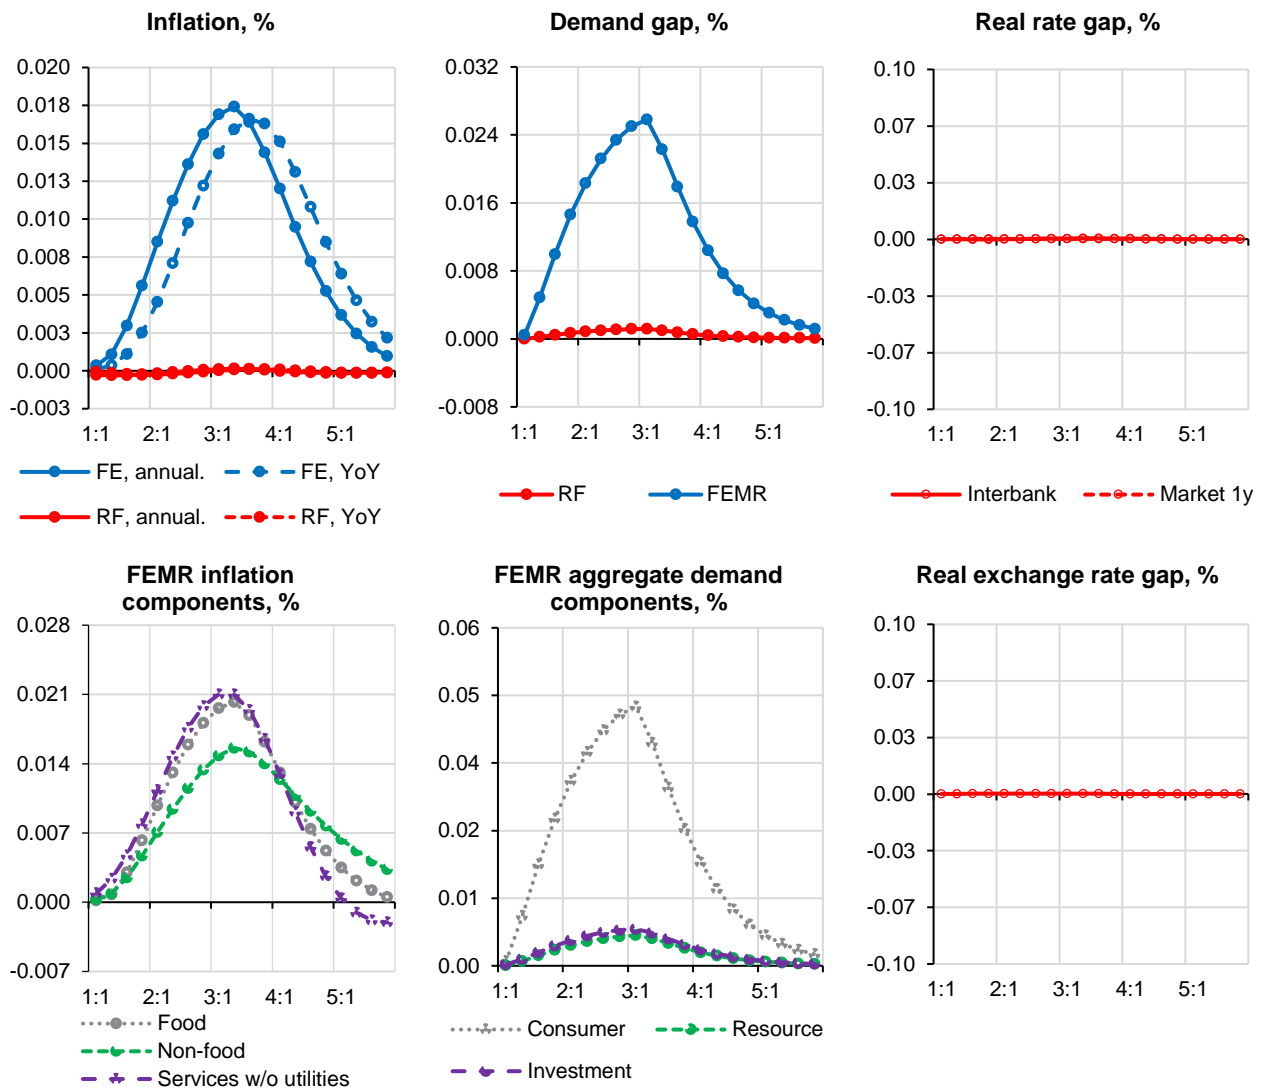 Inflation, %
0.020
0.018
0.015
0.013
0.010
0.008
0.005
0.003
0.000
-0.003
1:1 2:1 3:1 4:1 5:1
FE, annual. FE, YoY
RF, annual. RF, YoY
Demand gap, %
0.032
0.024
0.016
0.008
0.000
-0.008
1:1 2:1 3:1 4:1 5:1
RF FEMR
Real rate gap, %
0.10
0.07
0.03
0.00
-0.03
-0.07
-0.10
1:1 2:1 3:1 4:1 5:1
Interbank Market 1y
FEMR inflation
components, %
0.028
0.021
0.014
0.007
0.000
-0.007
1:1 2:1 3:1 4:1 5:1
Food
Non-food
Services w/o utilities
FEMR aggregate demand
components, %
0.06
0.05
0.04
0.02
0.01
0.00
1:1 2:1 3:1 4:1 5:1
Consumer Resource
Investment
Real exchange rate gap, %
0.10
0.07
0.03
0.00
-0.03
-0.07
-0.10
1:1 2:1 3:1 4:1 5:1